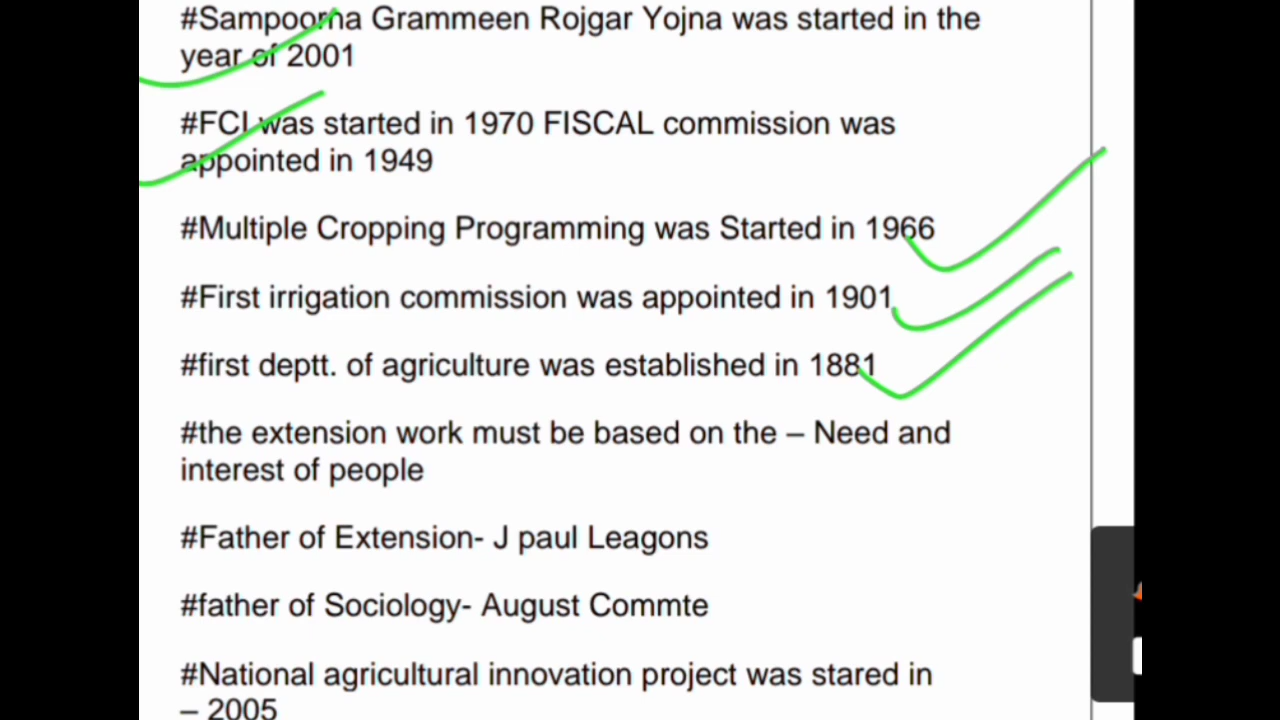 #Sampoorna Grammeen Rojgar Yojna was started in the
year of 2001
#FCI was started in 1970 FISCAL commission was
appointed in 1949
#Multiple Cropping Programming was Started in 1966
#First irrigation commission was appointed in 1901
#first deptt. of agriculture was established in 1881
#the extension work must be based on the – Need and
interest of people
#Father of Extension- J paul Leagons
#father of Sociology- August Commte
#National agricultural innovation project was stared in
– 2005